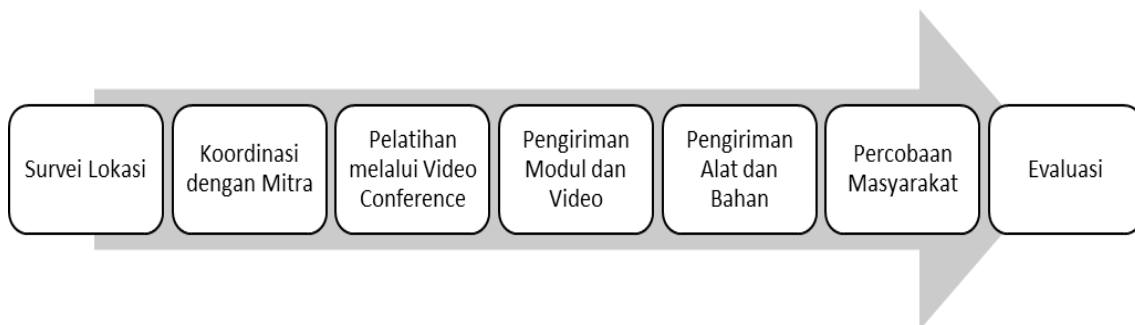 Survei Lokasi
Koordinasi
dengan Mitra
Pelatihan
melalui Video
Conference
Pengiriman
Modul dan
Video
Pengiriman
Alat dan
Bahan
Percobaan
Masyarakat
Evaluasi